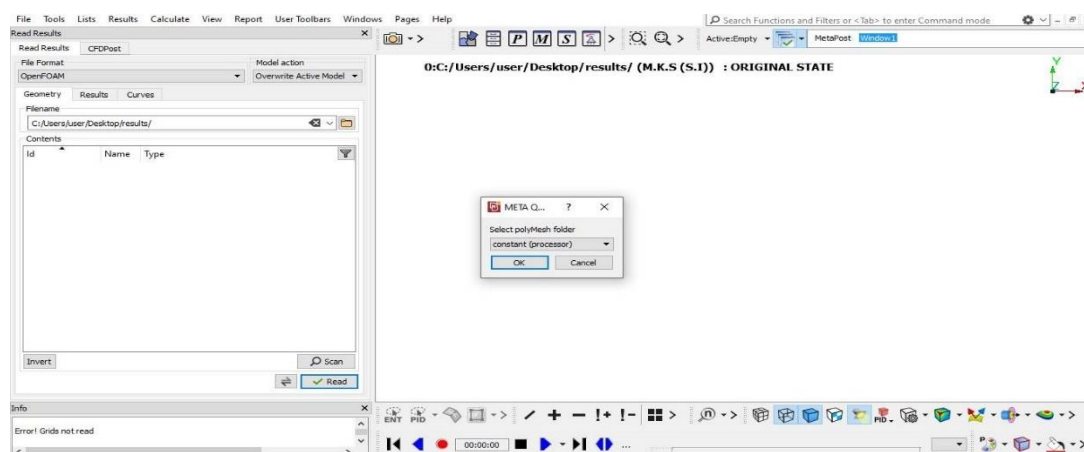 File Tools Lists Results Calculate View Report User Toolbars Windows Pages Help
Search Functions and Filters or <Tab> to enter Command mode
Read Results
Read Results CFDPost
File Format Model action
OpenFOAM Overwrite Active Model
Geometry Results Curves
Filename
C:/Users/user/Desktop/results/
Contents
Id Name Type
Invert Scan
Read
P M S
Active:Empty MetaPost Window1
0:C:/Users/user/Desktop/results/ (M.K.S (S.I)) : ORIGINAL STATE
Y
Z
META Q... ?
Select polyMesh folder
constant (processor)
OK Cancel
Info
Error! Grids not read
ENT PID
00:00:00 ...